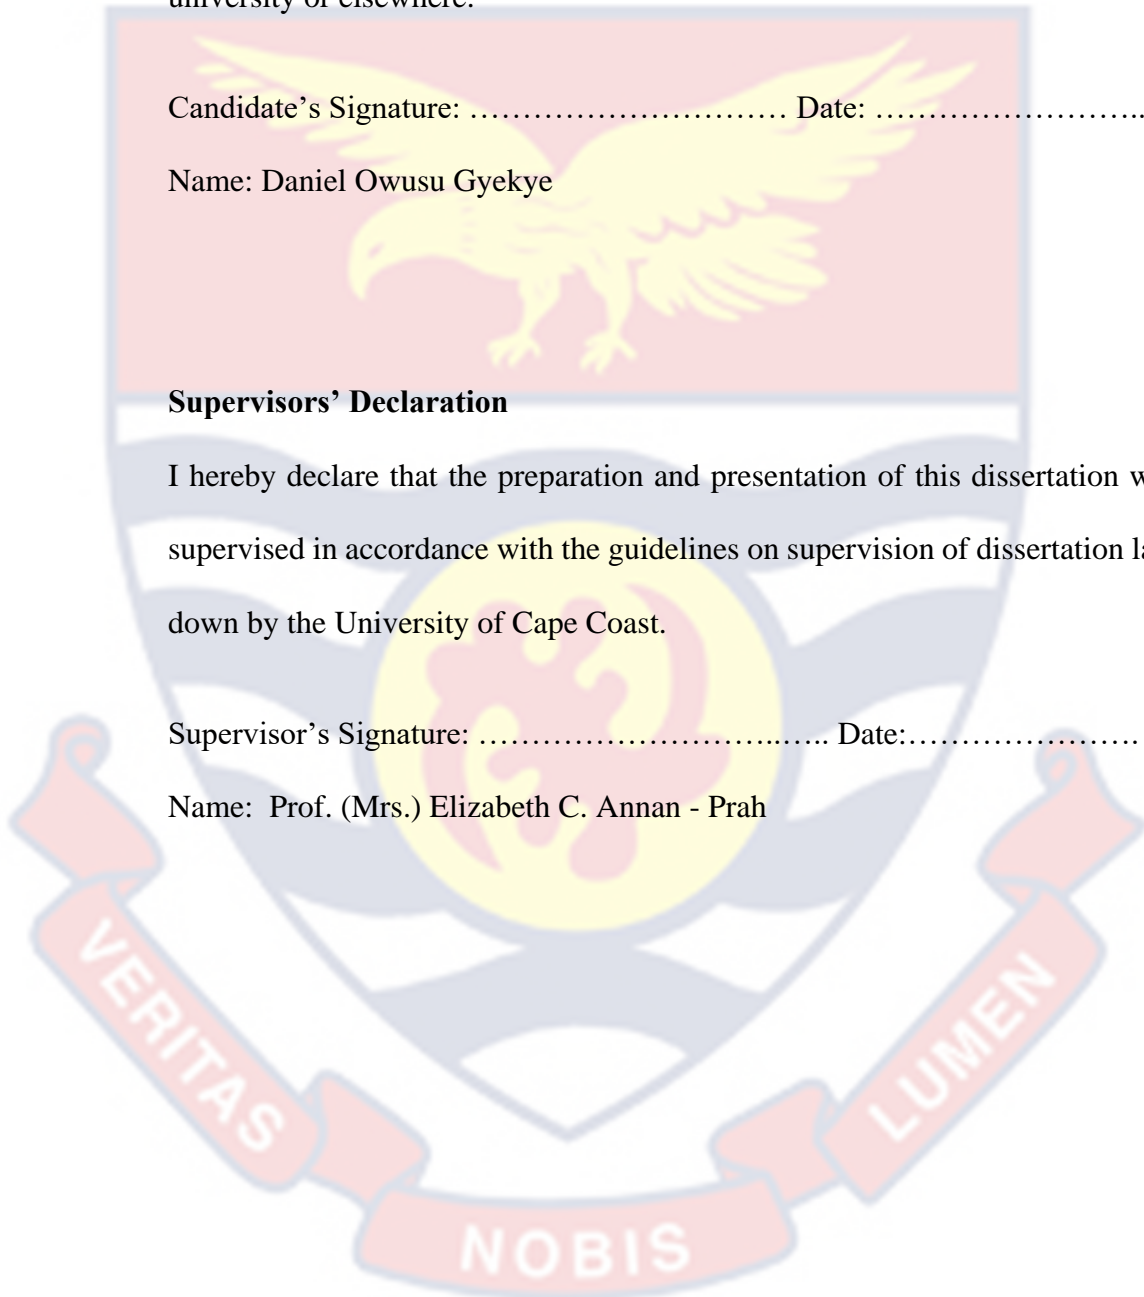 university or elsewhere.
Candidate’s Signature: ………………………… Date: ……………………..
Name: Daniel Owusu Gyekye
Supervisors’ Declaration
I hereby declare that the preparation and presentation of this dissertation
supervised in accordance with the guidelines on supervision of dissertation
down by the University of Cape Coast.
Supervisor’s Signature: ………………………..….. Date:………………….
Name: Prof. (Mrs.) Elizabeth C. Annan - Prah
VERITAS
NOBIS
LUMEN